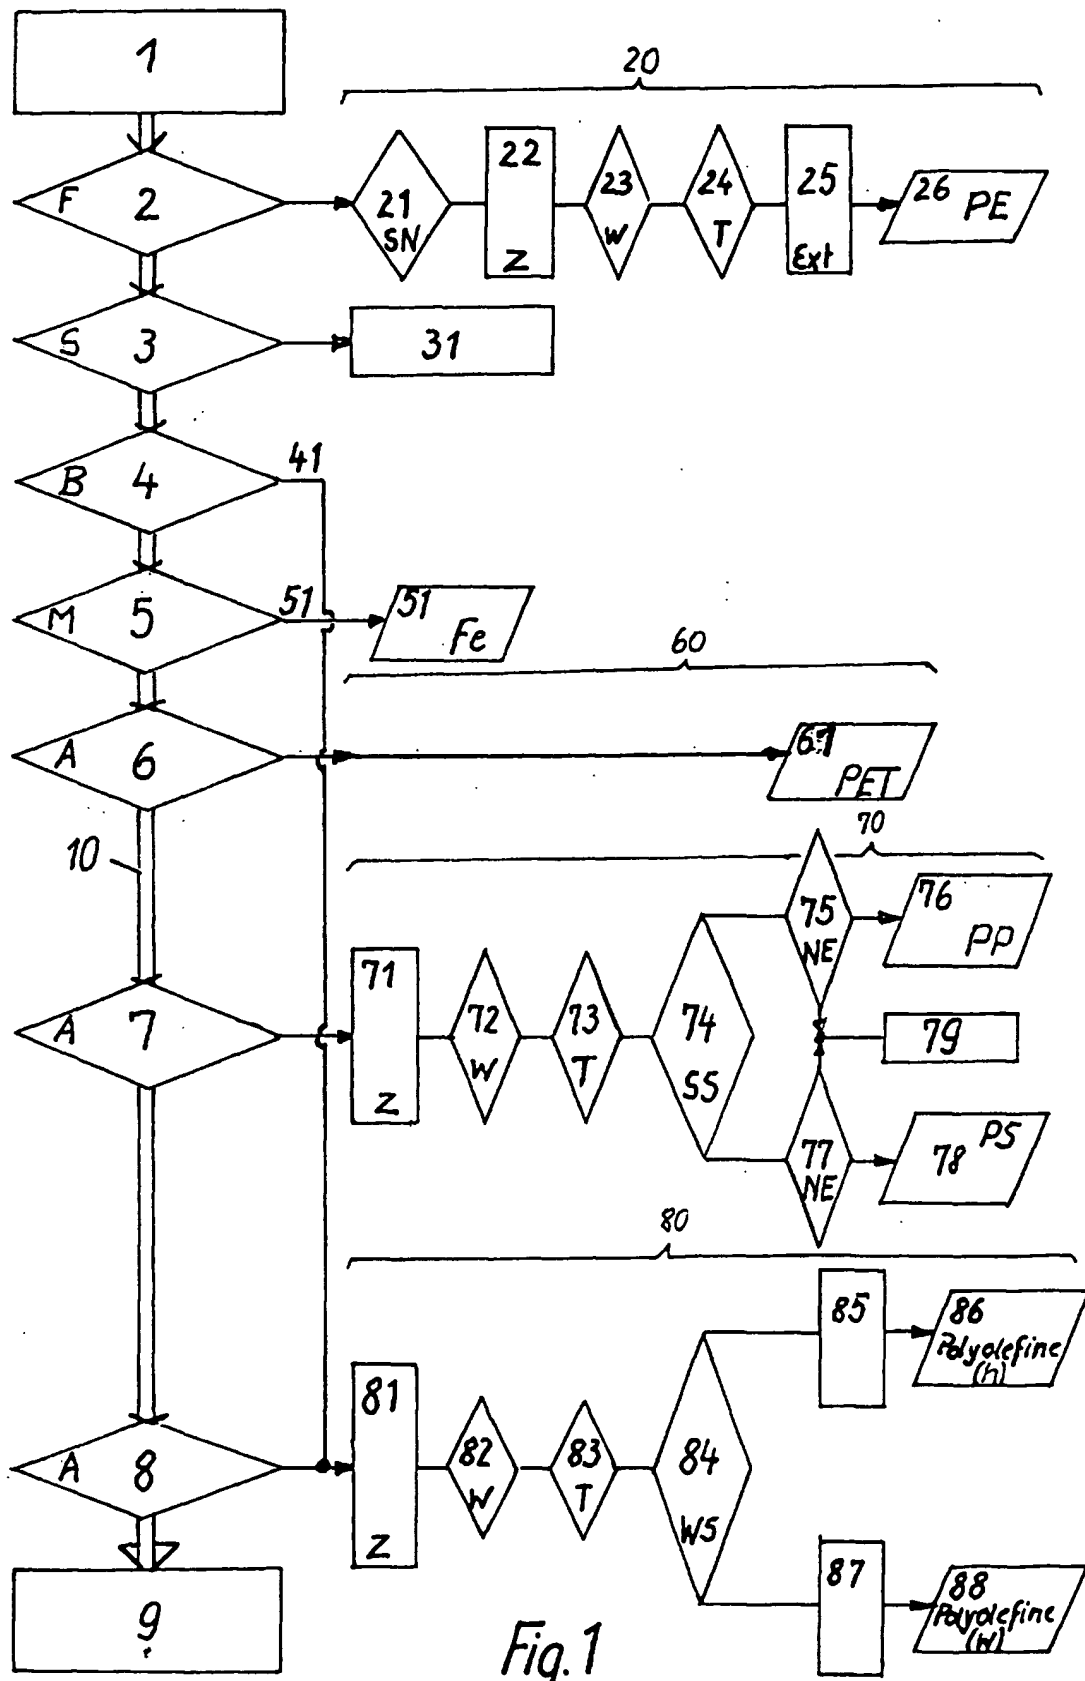 1
20
F 2
21 SN
22 Z
23 W
24 T
25 Ext
26 PE
S 3
31
B 4
41
M 5
51
51 Fe
60
A 6
61 PET
10
70
A 7
71 Z
72 W
73 T
74 SS
75 NE
76 PP
79
77 NE
78 PS
80
A 8
81 Z
82 W
83 T
84 WS
85
86
Polyolefine
(h)
87
88
Polyolefine
(W)
9
Fig. 1